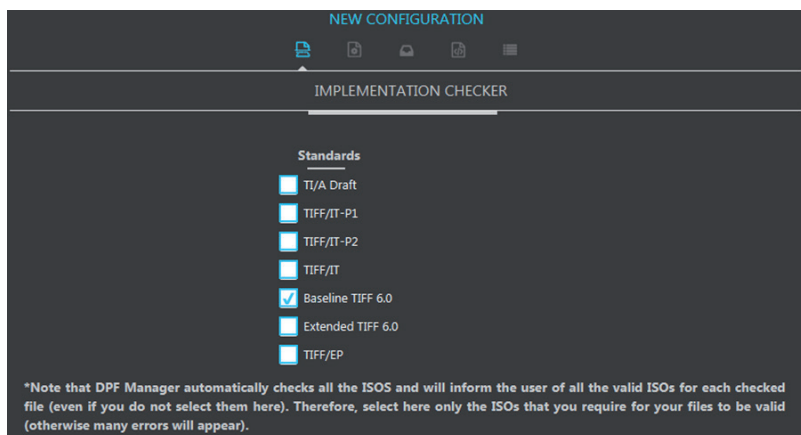 NEW CONFIGURATION
IMPLEMENTATION CHECKER
Standards
TI/A Draft
TIFF/IT-P1
TIFF/IT-P2
TIFF/IT
Baseline TIFF 6.0
Extended TIFF 6.0
TIFF/EP
*Note that DPF Manager automatically checks all the ISOS and will inform the user of all the valid ISOs for each checked
file (even if you do not select them here). Therefore, select here only the ISOs that you require for your files to be valid
(otherwise many errors will appear).